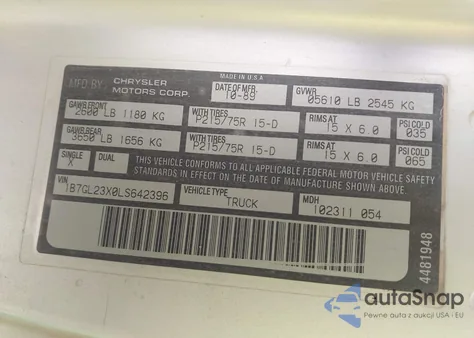 MADE IN U.S.A.
MFD BY CHRYSLER MOTORS CORP. DATE OF MFR 10-89 GVWR 05610 LB 2545 KG
GAWR FRONT 2600 LB 1180 KG WITH TIRES P215/75R 15-D RIMS AT 15 X 6.0 PSI COLD 035
GAWR REAR 3650 LB 1656 KG WITH TIRES P215/75R 15-D RIMS AT 15 X 6.0 PSI COLD 065
SINGLE X DUAL THIS VEHICLE CONFORMS TO ALL APPLICABLE FEDERAL MOTOR VEHICLE SAFETY STANDARDS IN EFFECT ON THE DATE OF MANUFACTURE SHOWN ABOVE
VIN 1B7GL23X0LS642396 VEHICLE TYPE TRUCK MDH 102311 054
4481948
autoSnap
Pewne auta z aukcji USA - EU